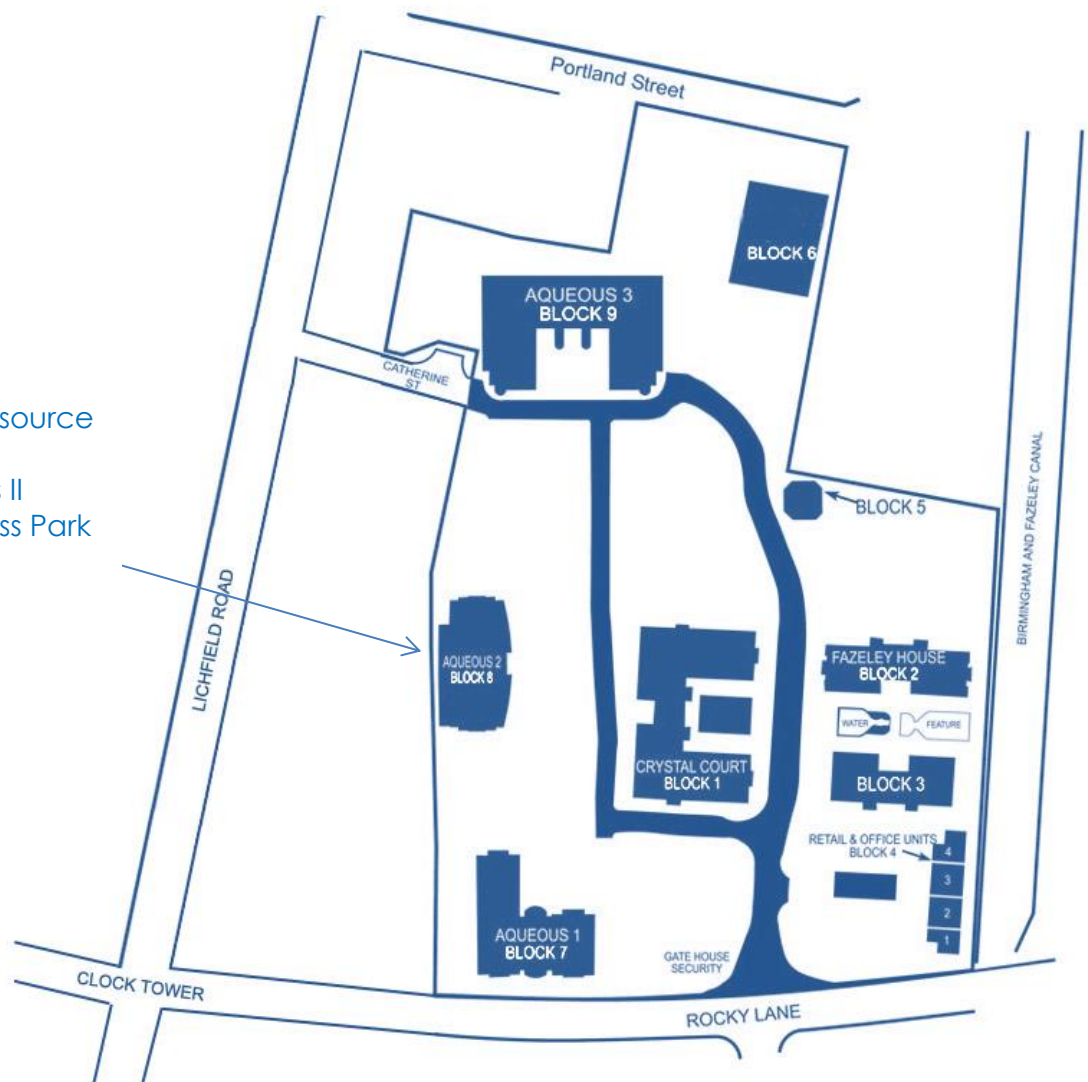 Portland Street
BLOCK 6
AQUEOUS 3
BLOCK 9
CATHERINE
ST
source
II
ss Park
BLOCK 5
BIRMINGHAM AND FAZELEY CANAL
LICHFIELD ROAD
AQUEOUS 2
BLOCK 8
FAZELEY HOUSE
BLOCK 2
WATER
FEATURE
CRYSTAL COURT
BLOCK 1
BLOCK 3
RETAIL & OFFICE UNITS
BLOCK 4
4
3
2
1
AQUEOUS 1
BLOCK 7
GATE HOUSE
SECURITY
CLOCK TOWER
ROCKY LANE